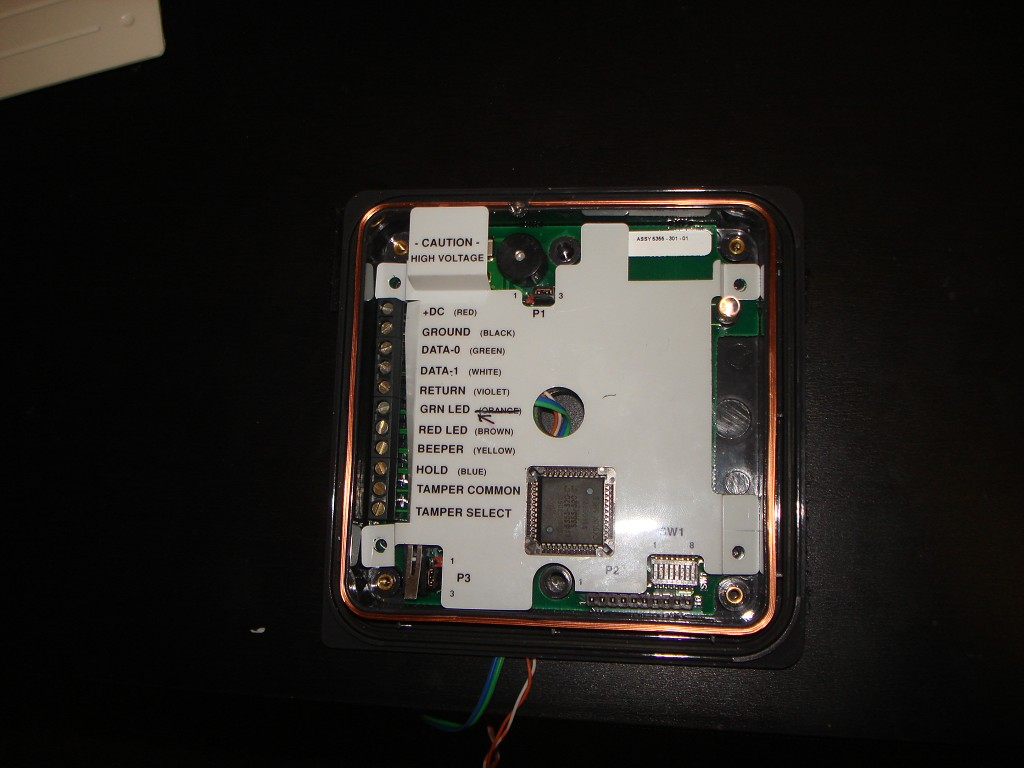 - CAUTION -
HIGH VOLTAGE
ASSY 6366 - 301 - 01
1 3
P1
+DC (RED)
GROUND (BLACK)
DATA-0 (GREEN)
DATA-1 (WHITE)
RETURN (VIOLET)
GRN LED (ORANGE)
RED LED (BROWN)
BEEPER (YELLOW)
HOLD (BLUE)
TAMPER COMMON
TAMPER SELECT
SW1
1 8
1
P3
3
P2
1